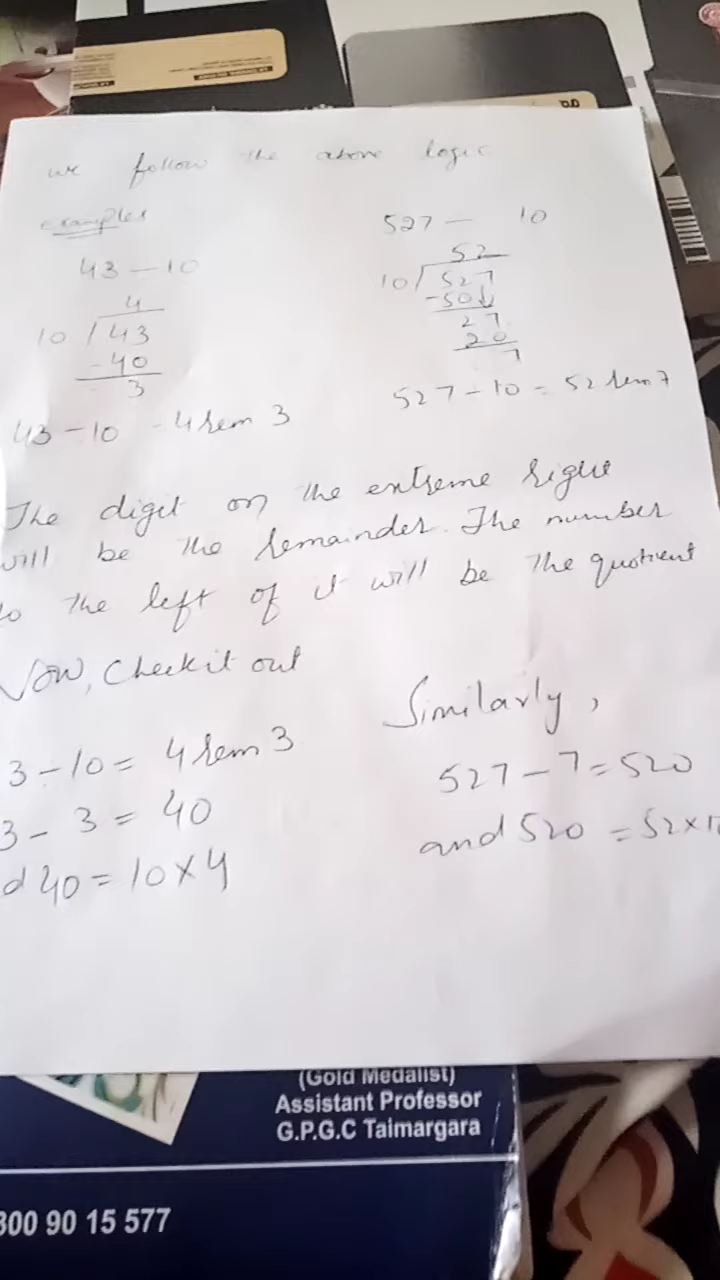 we follow the above logic
examples
43 – 10
4
10 / 43
-40
3
43 – 10 – 4 rem 3
527 – 10
52
10 / 527
-50↓
27
20
7
527 – 10 = 52 rem 7
The digit on the extreme right
will be the remainder. The number
to the left of it will be the quotient
Now, Check it out
3 – 10 = 4 rem 3
3 – 3 = 40
d 40 = 10 × 4
Similarly,
527 – 7 = 520
and 520 = 52 × 1
(Gold Medalist)
Assistant Professor
G.P.G.C Taimargara
300 90 15 577